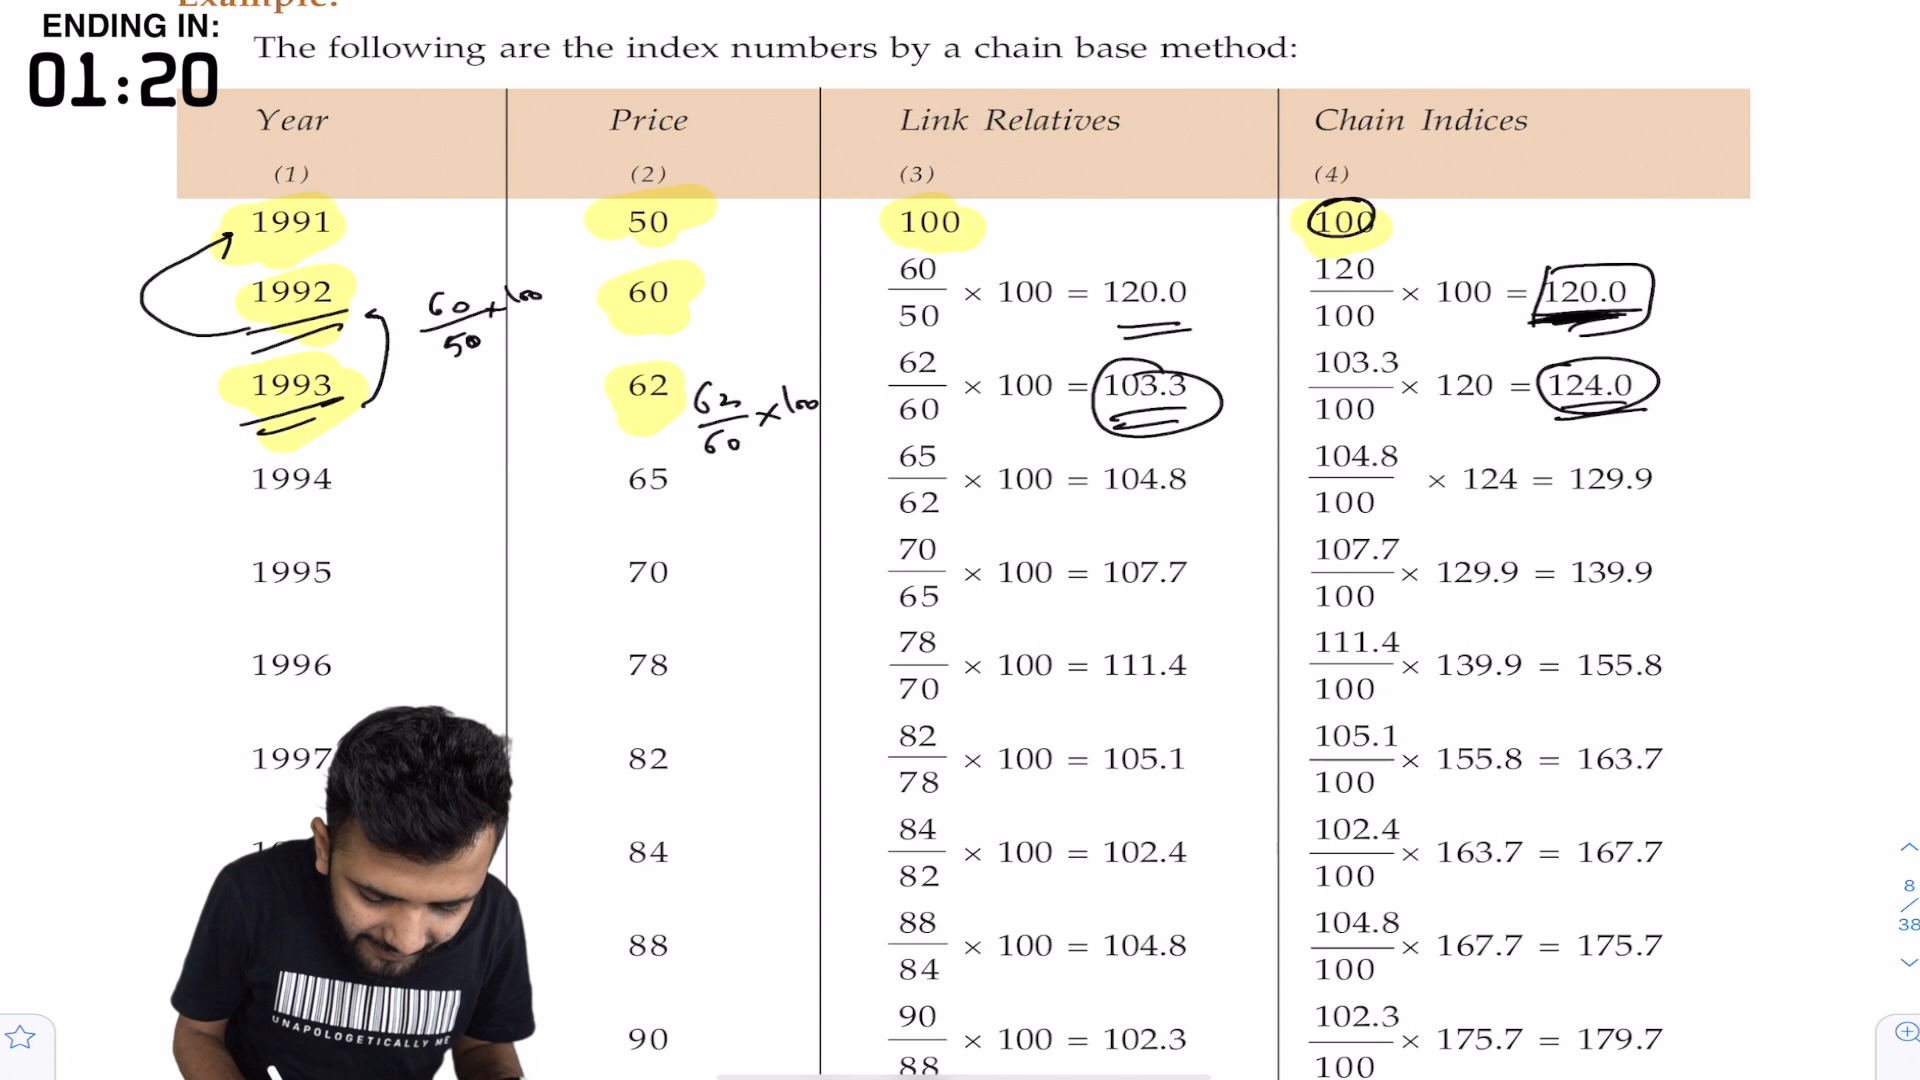 Example:
ENDING IN:
01:20
The following are the index numbers by a chain base method:
Year Price Link Relatives Chain Indices
(1) (2) (3) (4)
1991 50 100 100
1992 60 60/50 × 100 = 120.0 120/100 × 100 = 120.0
60/50 × 100
1993 62 62/60 × 100 = 103.3 103.3/100 × 120 = 124.0
62/60 × 100
1994 65 65/62 × 100 = 104.8 104.8/100 × 124 = 129.9
1995 70 70/65 × 100 = 107.7 107.7/100 × 129.9 = 139.9
1996 78 78/70 × 100 = 111.4 111.4/100 × 139.9 = 155.8
1997 82 82/78 × 100 = 105.1 105.1/100 × 155.8 = 163.7
84 84/82 × 100 = 102.4 102.4/100 × 163.7 = 167.7
88 88/84 × 100 = 104.8 104.8/100 × 167.7 = 175.7
90 90/88 × 100 = 102.3 102.3/100 × 175.7 = 179.7
UNAPOLOGETICALLY ME
8
/
38